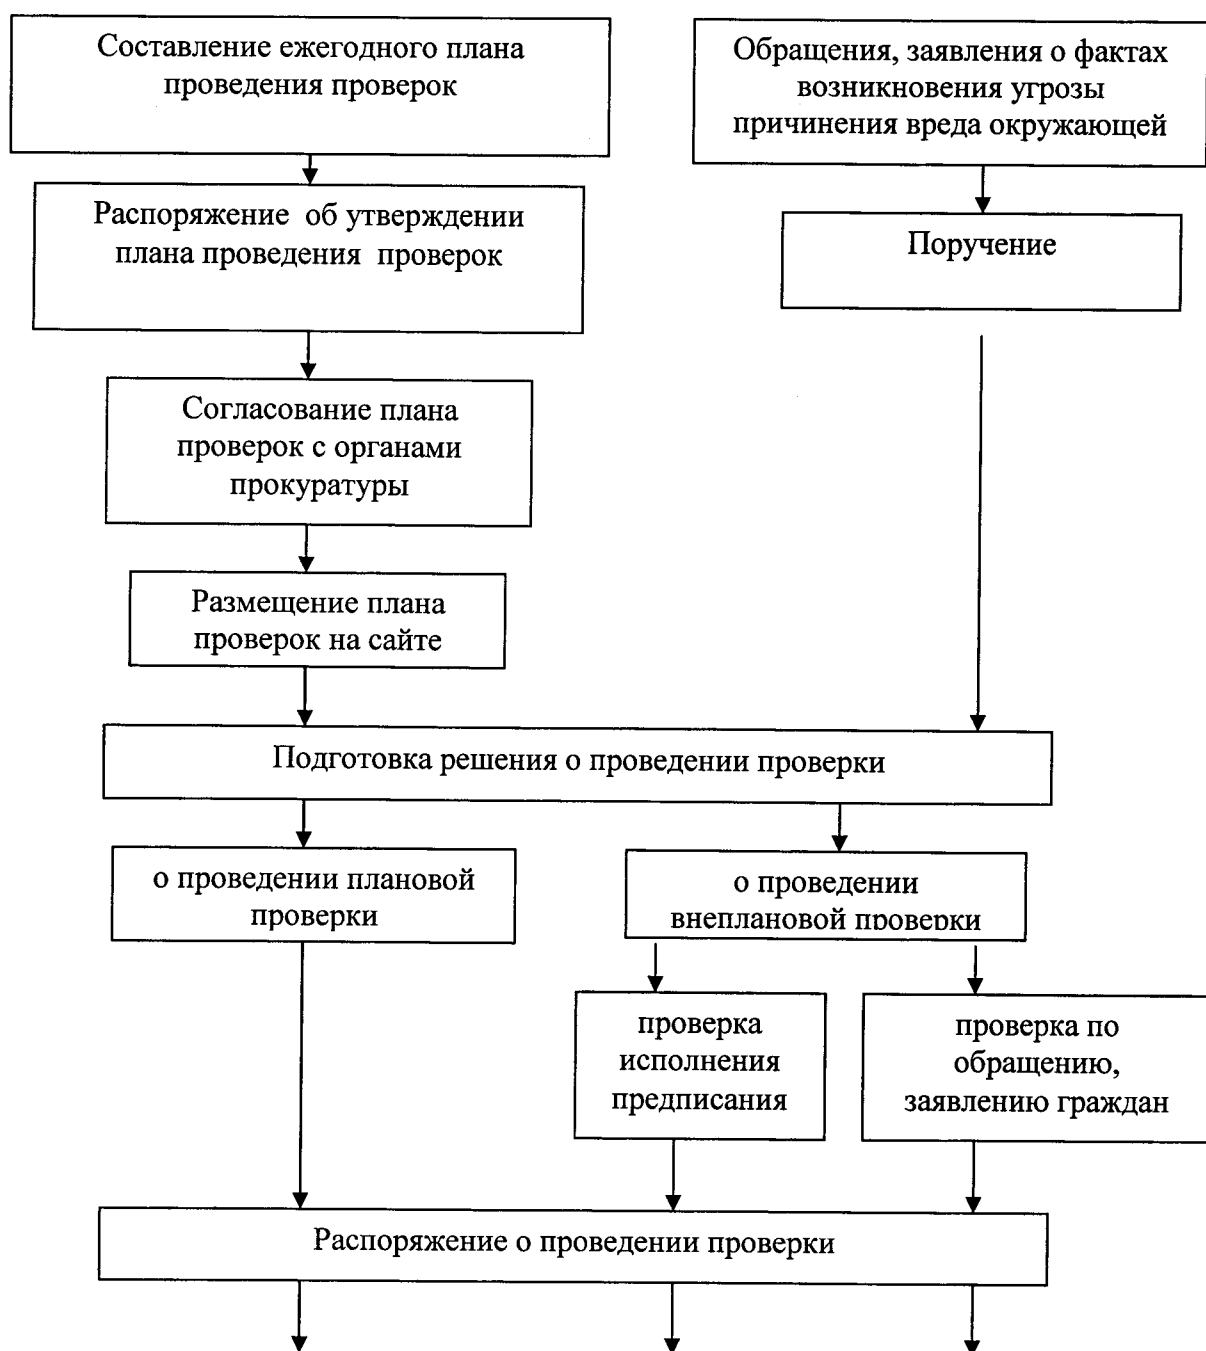 Составление ежегодного плана
проведения проверок
Обращения, заявления о фактах
возникновения угрозы
причинения вреда окружающей
Распоряжение об утверждении
плана проведения проверок
Поручение
Согласование плана
проверок с органами
прокуратуры
Размещение плана
проверок на сайте
Подготовка решения о проведении проверки
о проведении плановой
проверки
о проведении
внеплановой проверки
проверка
исполнения
предписания
проверка по
обращению,
заявлению граждан
Распоряжение о проведении проверки